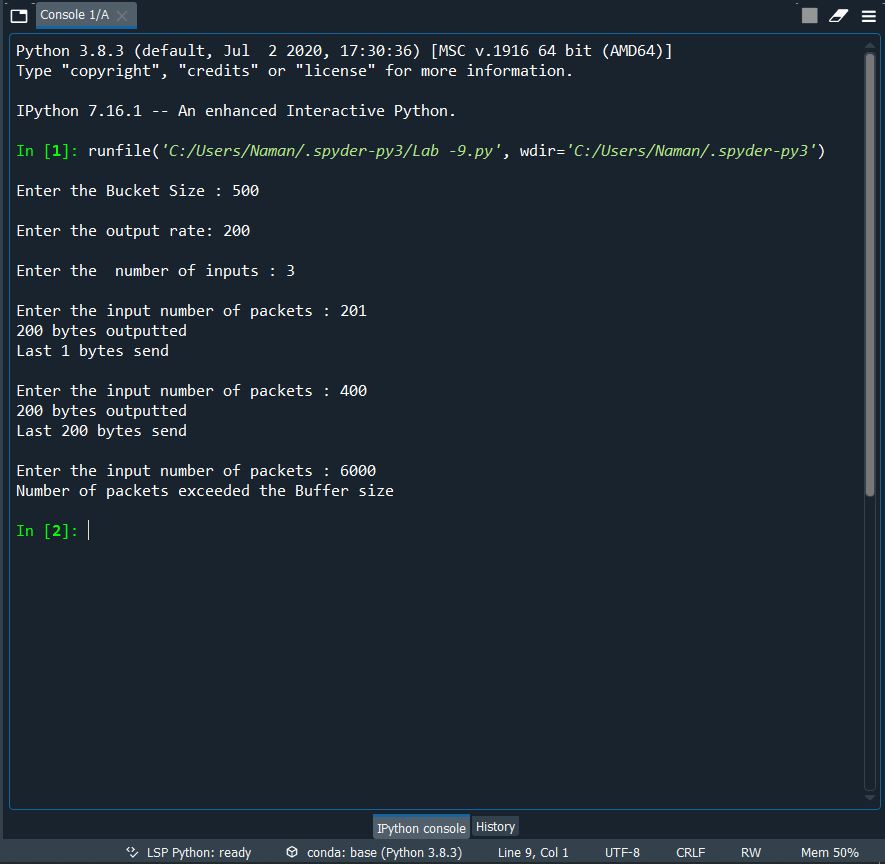 Console 1/A
Python 3.8.3 (default, Jul  2 2020, 17:30:36) [MSC v.1916 64 bit (AMD64)]
Type "copyright", "credits" or "license" for more information.
IPython 7.16.1 -- An enhanced Interactive Python.
In [1]: runfile('C:/Users/Naman/.spyder-py3/Lab -9.py', wdir='C:/Users/Naman/.spyder-py3')
Enter the Bucket Size : 500
Enter the output rate: 200
Enter the  number of inputs : 3
Enter the input number of packets : 201
200 bytes outputted
Last 1 bytes send
Enter the input number of packets : 400
200 bytes outputted
Last 200 bytes send
Enter the input number of packets : 6000
Number of packets exceeded the Buffer size
In [2]:
IPython console History
LSP Python: ready conda: base (Python 3.8.3) Line 9, Col 1 UTF-8 CRLF RW Mem 50%